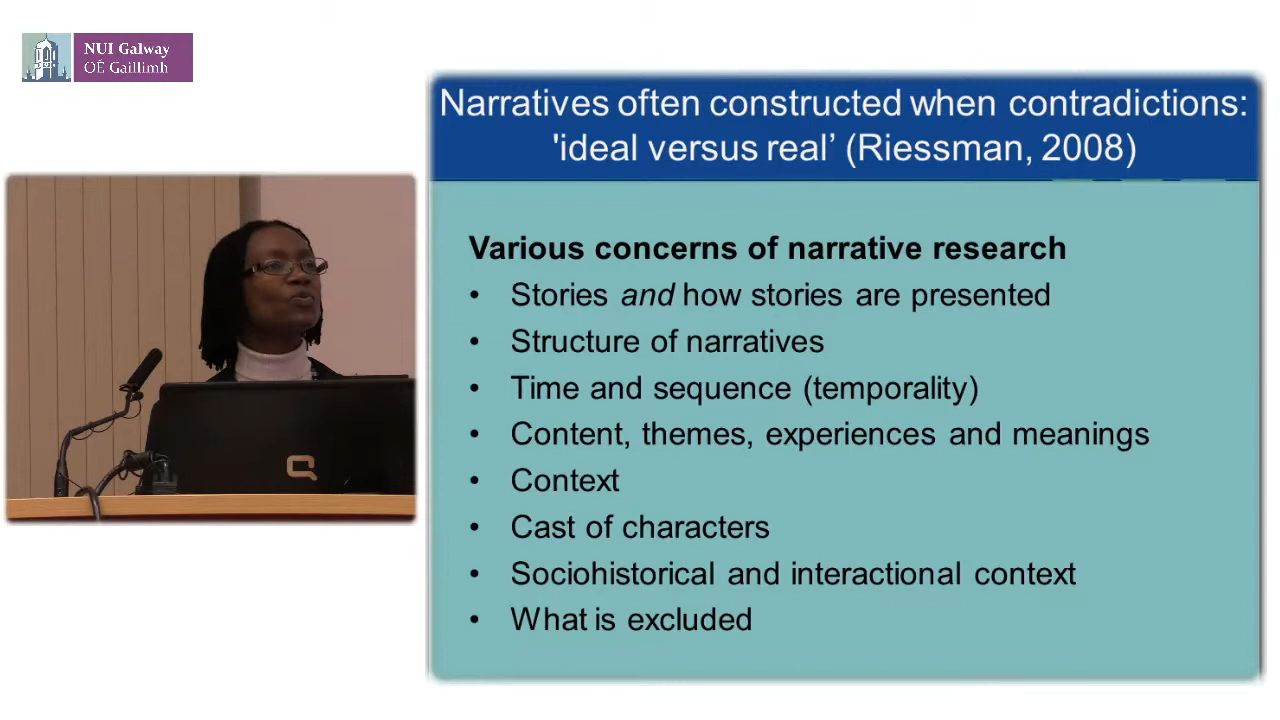 NUI Galway
OÉ Gaillimh
Narratives often constructed when contradictions:
'ideal versus real’ (Riessman, 2008)
Various concerns of narrative research
• Stories and how stories are presented
• Structure of narratives
• Time and sequence (temporality)
• Content, themes, experiences and meanings
• Context
• Cast of characters
• Sociohistorical and interactional context
• What is excluded